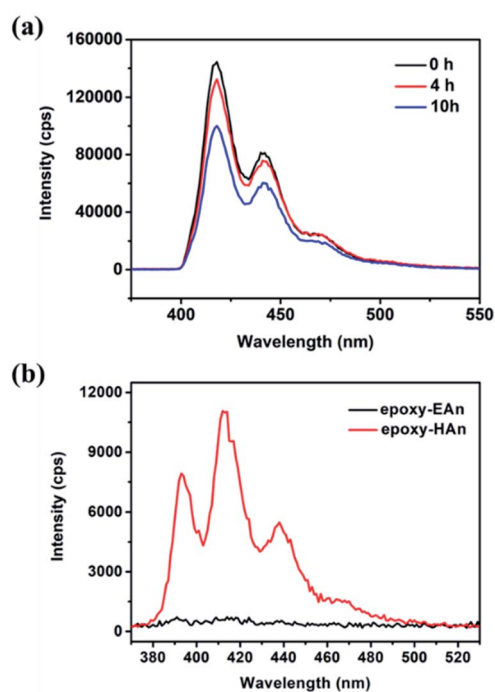 (a)
160000
120000
80000
40000
0
Intensity (cps)
0 h
4 h
10h
400
450
500
550
Wavelength (nm)
(b)
12000
9000
6000
3000
0
Intensity (cps)
epoxy-EAn
epoxy-HAn
380
400
420
440
460
480
500
520
Wavelength (nm)